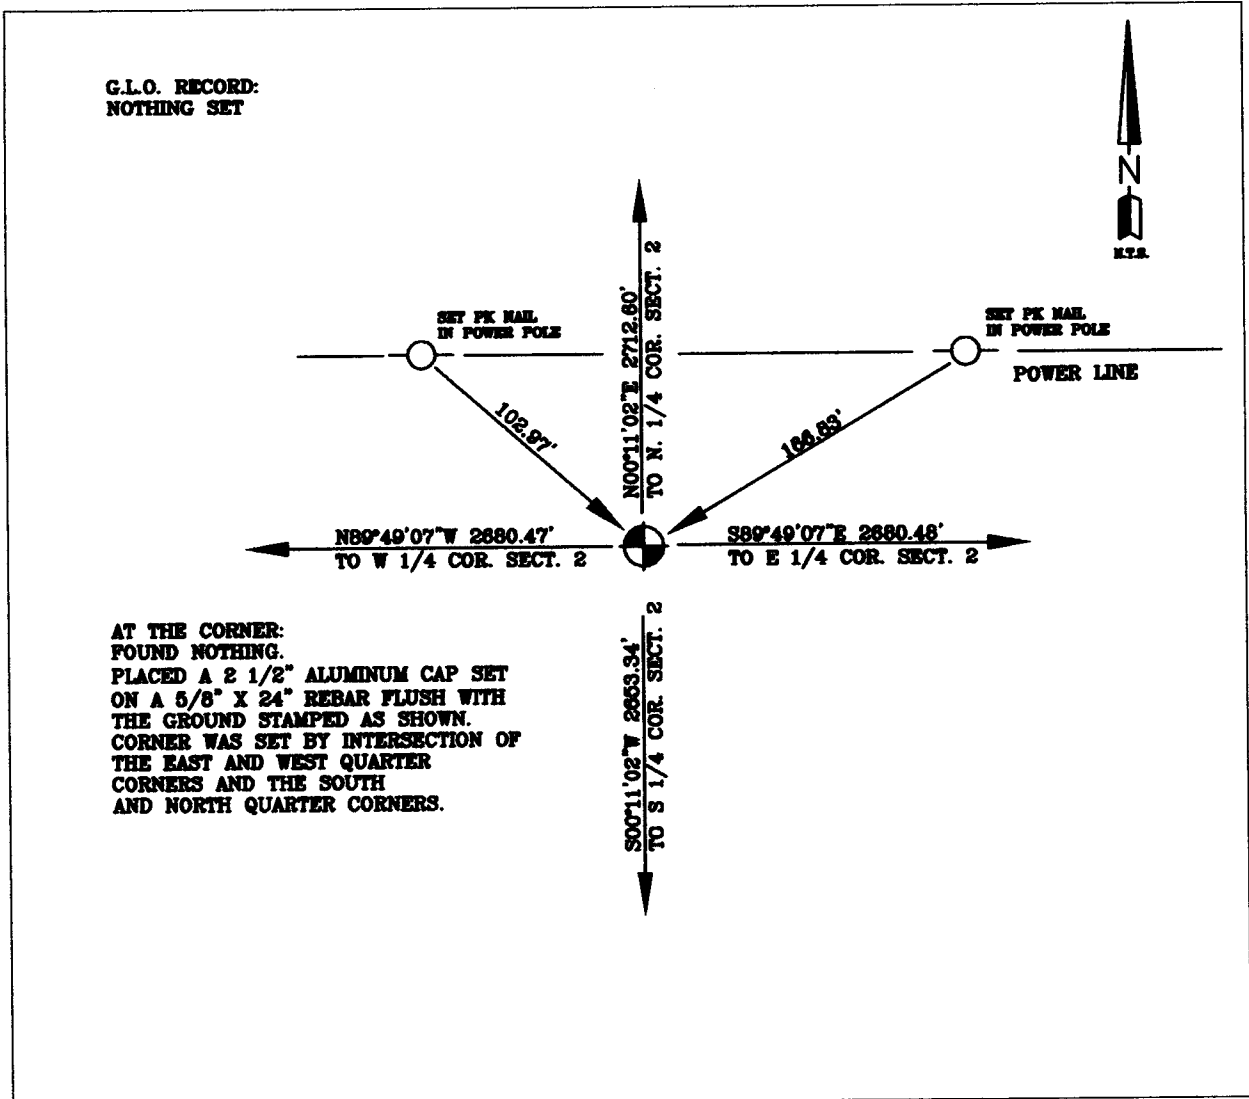 G.L.O. RECORD:
NOTHING SET
N
N.T.S.
SET PK NAIL
IN POWER POLE
SET PK NAIL
IN POWER POLE
POWER LINE
N00°11'02"E 2712.60'
TO N. 1/4 COR. SECT. 2
102.97'
166.83'
N89°49'07"W 2680.47'
TO W 1/4 COR. SECT. 2
S89°49'07"E 2680.48'
TO E 1/4 COR. SECT. 2
S00°11'02"W 2653.34'
TO S 1/4 COR. SECT. 2
AT THE CORNER:
FOUND NOTHING.
PLACED A 2 1/2" ALUMINUM CAP SET
ON A 5/8" X 24" REBAR FLUSH WITH
THE GROUND STAMPED AS SHOWN.
CORNER WAS SET BY INTERSECTION OF
THE EAST AND WEST QUARTER
CORNERS AND THE SOUTH
AND NORTH QUARTER CORNERS.